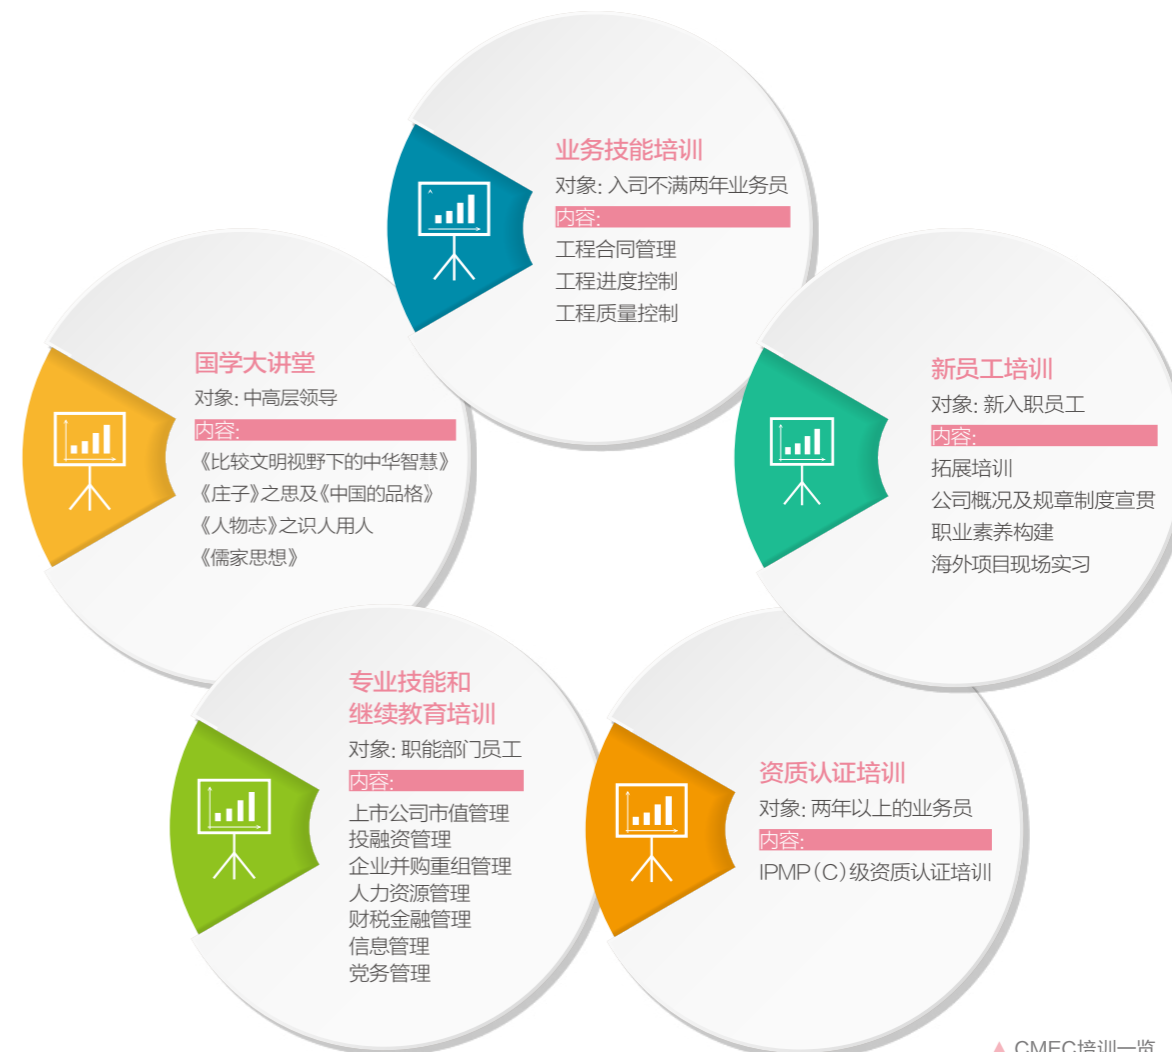 业务技能培训
对象: 入司不满两年业务员
内容:
工程合同管理
工程进度控制
工程质量控制
国学大讲堂
对象: 中高层领导
内容:
《比较文明视野下的中华智慧》
《庄子》之思及《中国的品格》
《人物志》之识人用人
《儒家思想》
新员工培训
对象: 新入职员工
内容:
拓展培训
公司概况及规章制度宣贯
职业素养构建
海外项目现场实习
专业技能和
继续教育培训
对象: 职能部门员工
内容:
上市公司市值管理
投融资管理
企业并购重组管理
人力资源管理
财税金融管理
信息管理
党务管理
资质认证培训
对象: 两年以上的业务员
内容:
IPMP(C)级资质认证培训
▲ CMEC培训一览